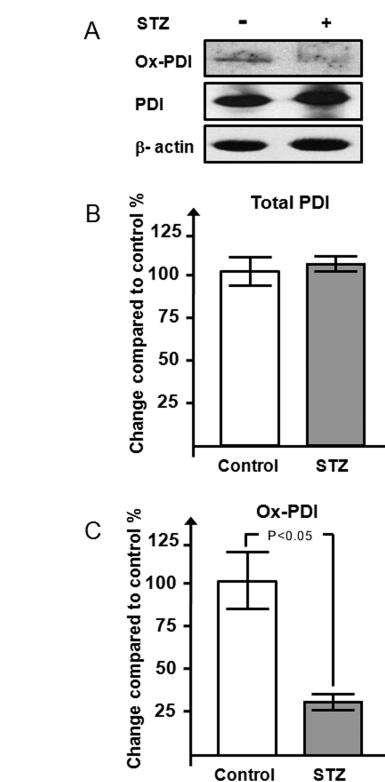 A
STZ - +
Ox-PDI
PDI
β- actin
B
Total PDI
Change compared to control %
125
100
75
50
25
Control STZ
C
Ox-PDI
Change compared to control %
P<0.05
125
100
75
50
25
Control STZ